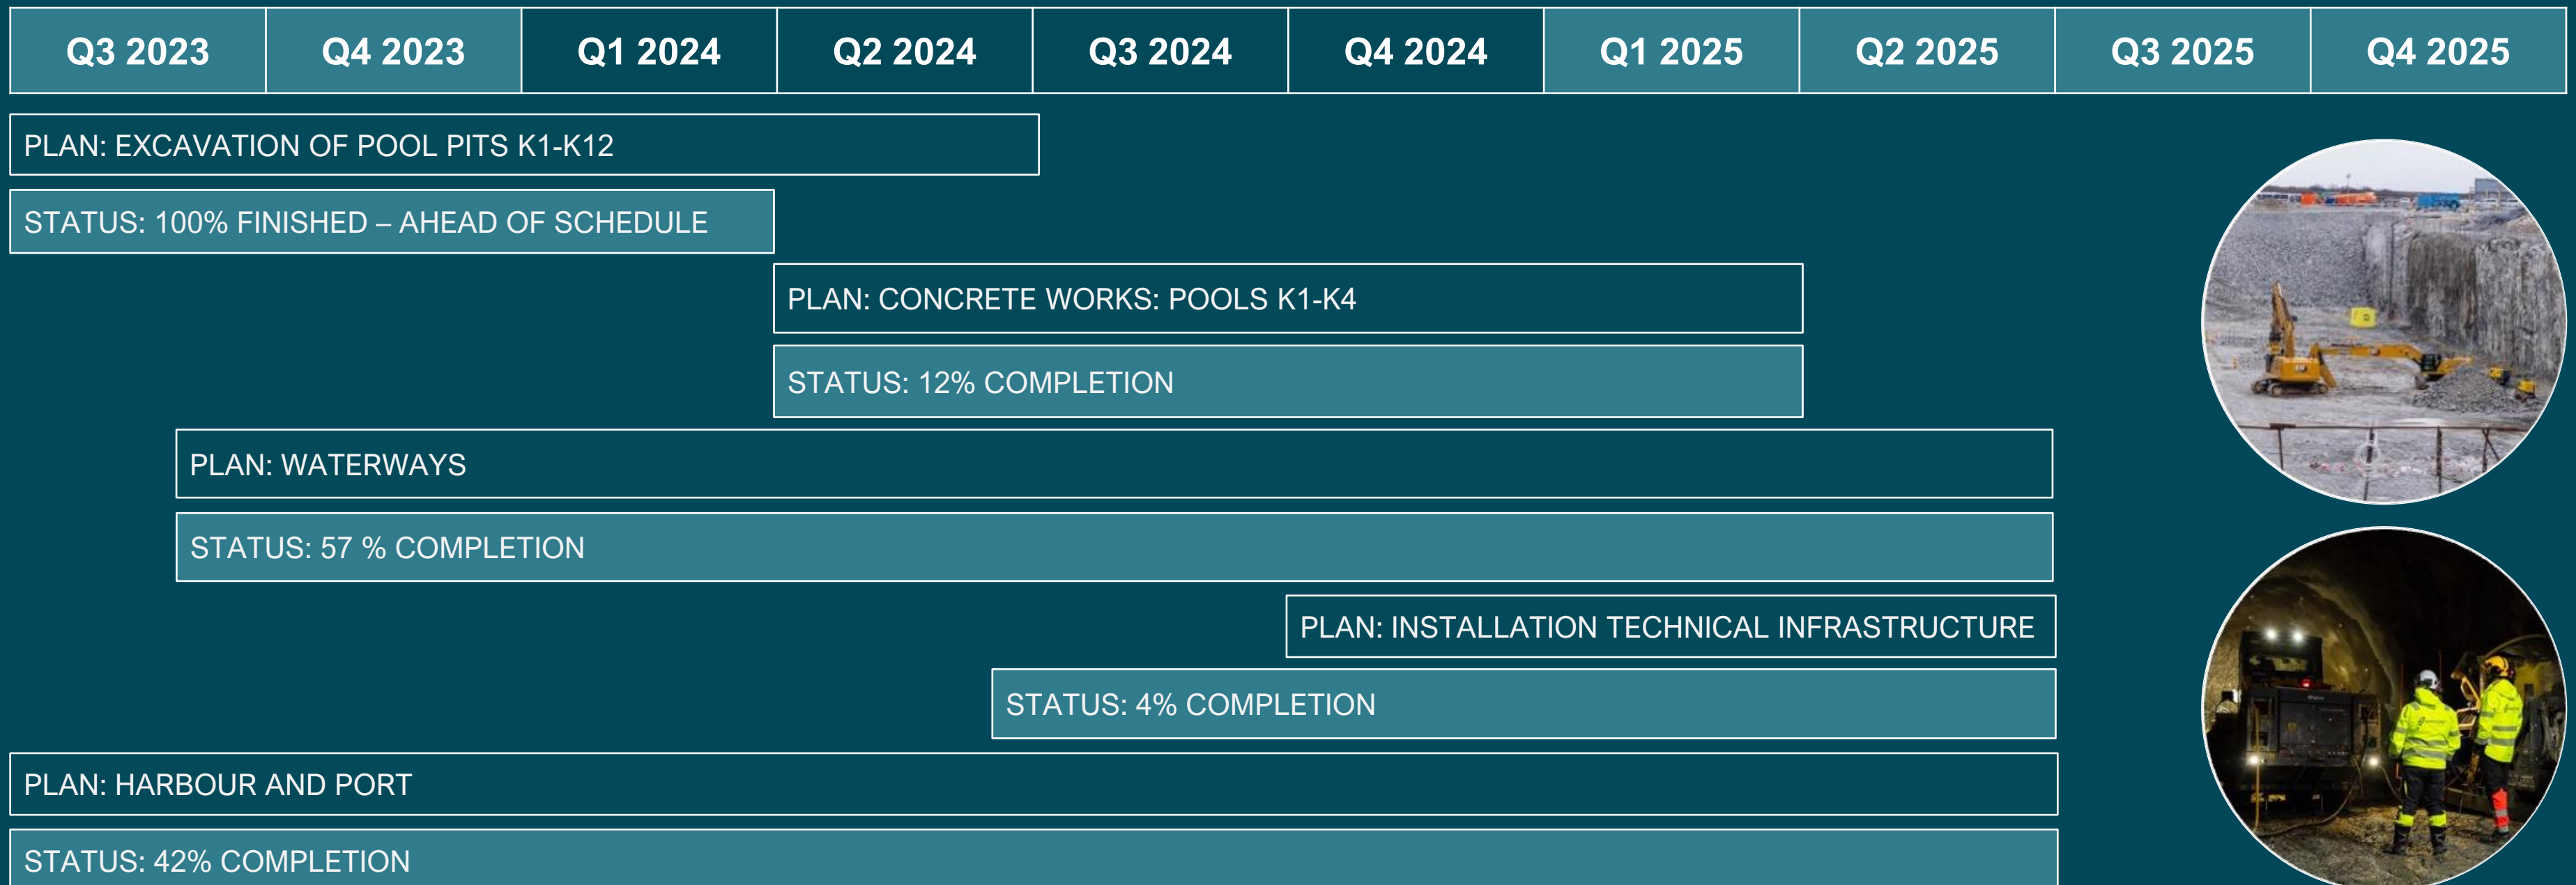 Q3 2023 Q4 2023 Q1 2024 Q2 2024 Q3 2024 Q4 2024 Q1 2025 Q2 2025 Q3 2025 Q4 2025
PLAN: EXCAVATION OF POOL PITS K1-K12
STATUS: 100% FINISHED – AHEAD OF SCHEDULE
PLAN: CONCRETE WORKS: POOLS K1-K4
STATUS: 12% COMPLETION
PLAN: WATERWAYS
STATUS: 57 % COMPLETION
PLAN: INSTALLATION TECHNICAL INFRASTRUCTURE
STATUS: 4% COMPLETION
PLAN: HARBOUR AND PORT
STATUS: 42% COMPLETION